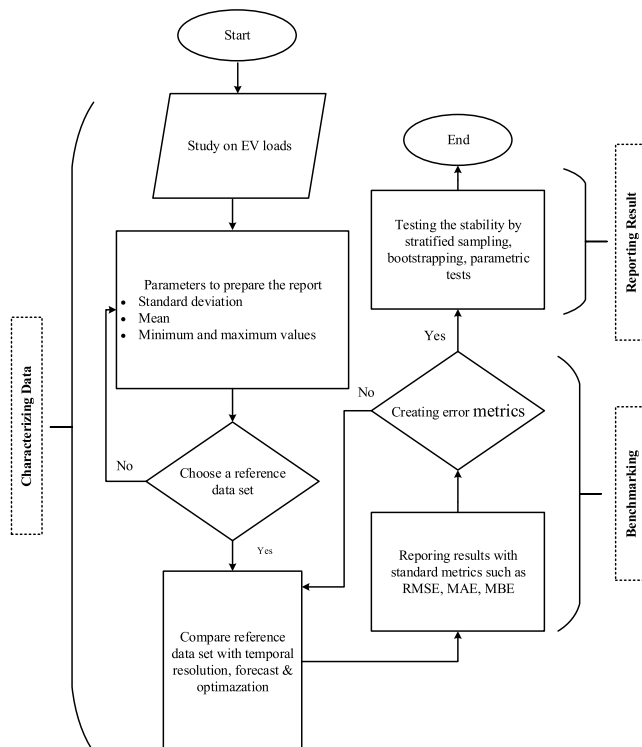 Start
Study on EV loads
Parameters to prepare the report
• Standard deviation
• Mean
• Minimum and maximum values
No
Choose a reference
data set
Yes
Compare reference
data set with temporal
resolution, forecast &
optimazation
Characterizing Data
End
Testing the stability by
stratified sampling,
bootstrapping, parametric
tests
Yes
No
Creating error metrics
Reporing results with
standard metrics such as
RMSE, MAE, MBE
Reporting Result
Benchmarking